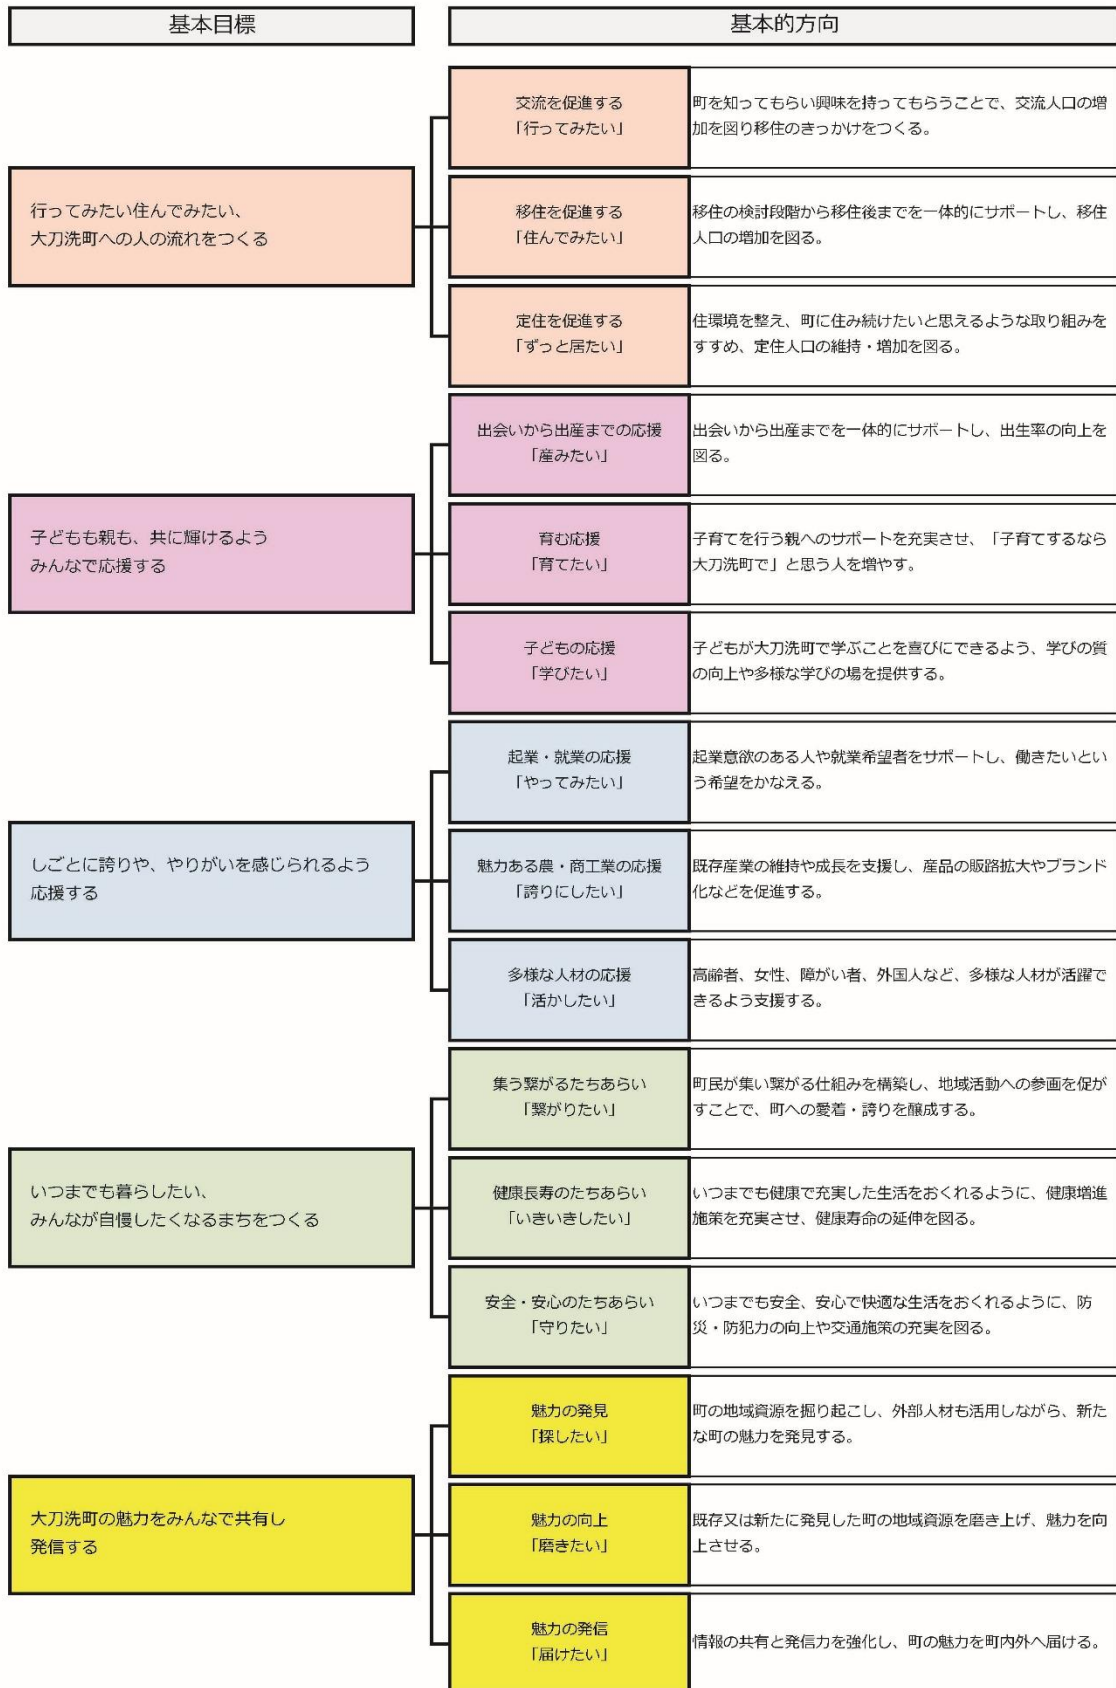 基本目標
基本的方向
行ってみたい住んでみたい、
大刀洗町への人の流れをつくる
交流を促進する
「行ってみたい」
町を知ってもらい興味を持ってもらうことで、交流人口の増
加を図り移住のきっかけをつくる。
移住を促進する
「住んでみたい」
移住の検討段階から移住後までを一体的にサポートし、移住
人口の増加を図る。
定住を促進する
「ずっと居たい」
住環境を整え、町に住み続けたいと思えるような取り組みを
すすめ、定住人口の維持・増加を図る。
子どもも親も、共に輝けるよう
みんなで応援する
出会いから出産までの応援
「産みたい」
出会いから出産までを一体的にサポートし、出生率の向上を
図る。
育む応援
「育てたい」
子育てを行う親へのサポートを充実させ、「子育てするなら
大刀洗町で」と思う人を増やす。
子どもの応援
「学びたい」
子どもが大刀洗町で学ぶことを喜びにできるよう、学びの質
の向上や多様な学びの場を提供する。
しごとに誇りや、やりがいを感じられるよう
応援する
起業・就業の応援
「やってみたい」
起業意欲のある人や就業希望者をサポートし、働きたいとい
う希望をかなえる。
魅力ある農・商工業の応援
「誇りにしたい」
既存産業の維持や成長を支援し、産品の販路拡大やブランド
化などを促進する。
多様な人材の応援
「活かしたい」
高齢者、女性、障がい者、外国人など、多様な人材が活躍で
きるよう支援する。
いつまでも暮らしたい、
みんなが自慢したくなるまちをつくる
集う繋がるたちあらい
「繋がりたい」
町民が集い繋がる仕組みを構築し、地域活動への参画を促が
すことで、町への愛着・誇りを醸成する。
健康長寿のたちあらい
「いきいきしたい」
いつまでも健康で充実した生活をおくれるように、健康増進
施策を充実させ、健康寿命の延伸を図る。
安全・安心のたちあらい
「守りたい」
いつまでも安全、安心で快適な生活をおくれるように、防
災・防犯力の向上や交通施策の充実を図る。
大刀洗町の魅力をみんなで共有し
発信する
魅力の発見
「探したい」
町の地域資源を掘り起こし、外部人材も活用しながら、新た
な町の魅力を発見する。
魅力の向上
「磨きたい」
既存又は新たに発見した町の地域資源を磨き上げ、魅力を向
上させる。
魅力の発信
「届けたい」
情報の共有と発信力を強化し、町の魅力を町内外へ届ける。